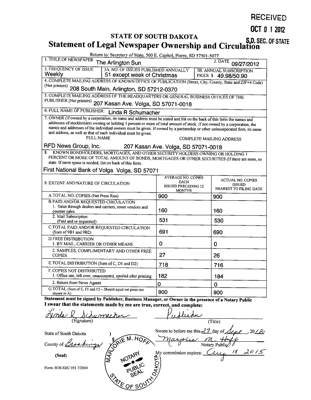 RECEIVED
OCT 01 2012
S.D. SEC. OF STATE
STATE OF SOUTH DAKOTA
Statement of Legal Newspaper Ownership and Circulation
Return to: Secretary of State, 500 E. Capitol, Pierre, SD 57501-5077
1. TITLE OF NEWSPAPER The Arlington Sun
2. DATE 09/27/2012
3. FREQUENCY OF ISSUE Weekly
3A. NO. OF ISSUES PUBLISHED ANNUALLY 51 except week of Christmas
3B. ANNUAL SUBSCRIPTION PRICE $ 49.98/50.90
4. COMPLETE MAILING ADDRESS OF KNOWN OFFICE OF PUBLICATION (Street, City, County, State and ZIP+4 Code) (Not printers)
208 South Main, Arlington, SD 57212-0370
5. COMPLETE MAILING ADDRESS OF THE HEADQUARTERS OF GENERAL BUSINESS OFFICES OF THE PUBLISHER (Not printer)
207 Kasan Ave. Volga, SD 57071-0018
6. FULL NAME OF PUBLISHER Linda R Schumacher
7. OWNER (If owned by a corporation, its name and address must be stated and list on the back of this form the names and
addresses of stockholders owning or holding 1 percent or more of total amount of stock. If not owned by a corporation, the
names and addresses of the individual owners must be given. If owned by a partnership or other unincorporated firm, its name
and address, as well as that of each individual must be given.
FULL NAME COMPLETE MAILING ADDRESS
RFD News Group, Inc. 207 Kasan Ave. Volga, SD 57071-0018
8. KNOWN BONDHOLDERS, MORTGAGES, AND OTHER SECURITY HOLDERS OWNING OR HOLDING 1
PERCENT OR MORE OF TOTAL AMOUNT OF BONDS, MORTGAGES OR OTHER SECURITIES (If there are none, so
state. If more space is needed, list on back of this form.
First National Bank of Volga Volga, SD 57071
9. EXTENT AND NATURE OF CIRCULATION
AVERAGE NO. COPIES EACH ISSUED PRECEDING 12 MONTHS
ACTUAL NO. COPIES ISSUED NEAREST TO FILING DATE
A. TOTAL NO. COPIES (Net Press Run) 900 900
B. PAID AND/OR REQUESTED CIRCULATION
1. Sales through dealers and carriers, street vendors and counter sales. 160 160
2. Mail Subscription (Paid and or requested) 531 530
C. TOTAL PAID AND/OR REQUESTED CIRCULATION (Sum of 9B1 and 9B2) 691 690
D. FREE DISTRIBUTION
1. BY MAIL, CARRIER OR OTHER MEANS 0 0
2. SAMPLES, COMPLIMENTARY AND OTHER FREE COPIES 27 26
E. TOTAL DISTRIBUTION (Sum of C, D1 and D2) 718 716
F. COPIES NOT DISTRIBUTED
1. Office use, left over, unaccounted, spoiled after printing 182 184
2. Return from News Agents 0 0
G. TOTAL (Sum of E, F1 and F2 – Should equal net press run shown in A) 900 900
Statement must be signed by Publisher, Business Manager, or Owner in the presence of a Notary Public
I swear that the statements made by me are true, correct, and complete:
Linda R Schumacher Publisher
(Signature) (Title)
State of South Dakota
Sworn to before me this 27 day of Sept, 2012
County of Brookings
Marjorie M. Hoff
Notary Public
(Seal)
My commission expires: Aug 18 2015
MARJORIE M. HOFF
NOTARY PUBLIC
SEAL
STATE OF SOUTH DAKOTA